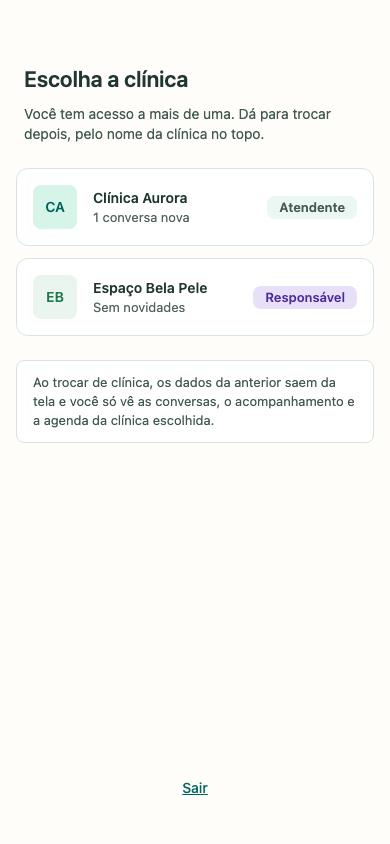 Escolha a clínica
Você tem acesso a mais de uma. Dá para trocar
depois, pelo nome da clínica no topo.
CA
Clínica Aurora
1 conversa nova
Atendente
EB
Espaço Bela Pele
Sem novidades
Responsável
Ao trocar de clínica, os dados da anterior saem da
tela e você só vê as conversas, o acompanhamento e
a agenda da clínica escolhida.
Sair